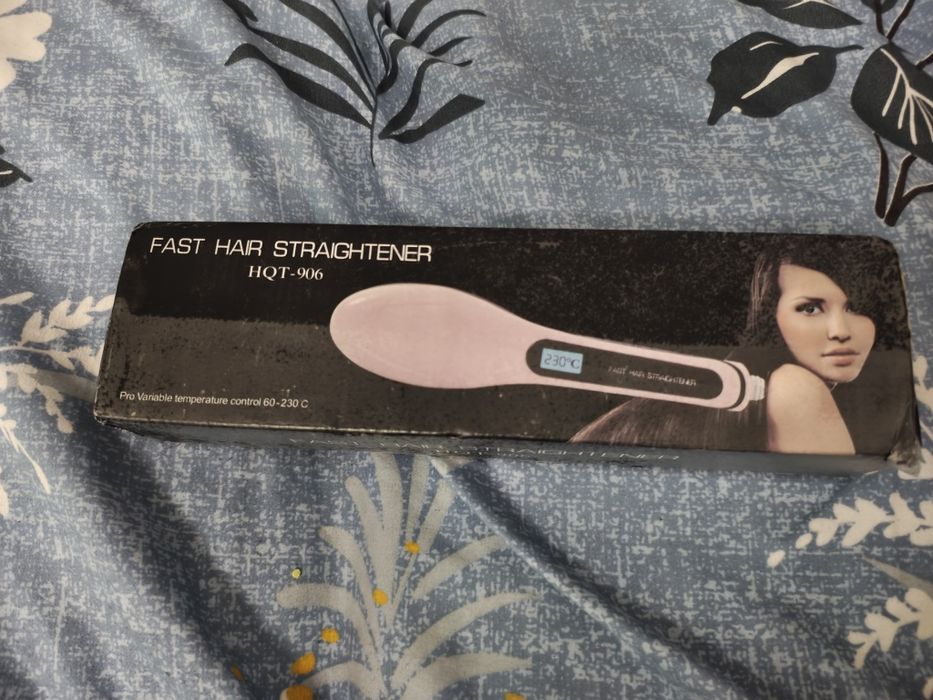 FAST HAIR STRAIGHTENER
HQT-906
230°C
FAST HAIR STRAIGHTENER
Pro Variable temperature control 60-230 C